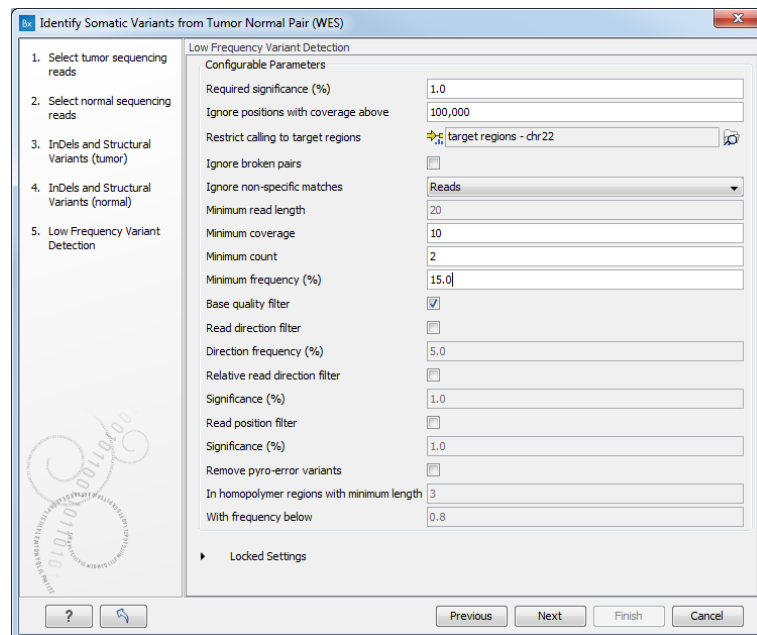 Bx Identify Somatic Variants from Tumor Normal Pair (WES)
1. Select tumor sequencing
reads
2. Select normal sequencing
reads
3. InDels and Structural
Variants (tumor)
4. InDels and Structural
Variants (normal)
5. Low Frequency Variant
Detection
Low Frequency Variant Detection
Configurable Parameters
Required significance (%) 1.0
Ignore positions with coverage above 100,000
Restrict calling to target regions target regions - chr22
Ignore broken pairs
Ignore non-specific matches Reads
Minimum read length 20
Minimum coverage 10
Minimum count 2
Minimum frequency (%) 15.0
Base quality filter
Read direction filter
Direction frequency (%) 5.0
Relative read direction filter
Significance (%) 1.0
Read position filter
Significance (%) 1.0
Remove pyro-error variants
In homopolymer regions with minimum length 3
With frequency below 0.8
Locked Settings
? Previous Next Finish Cancel